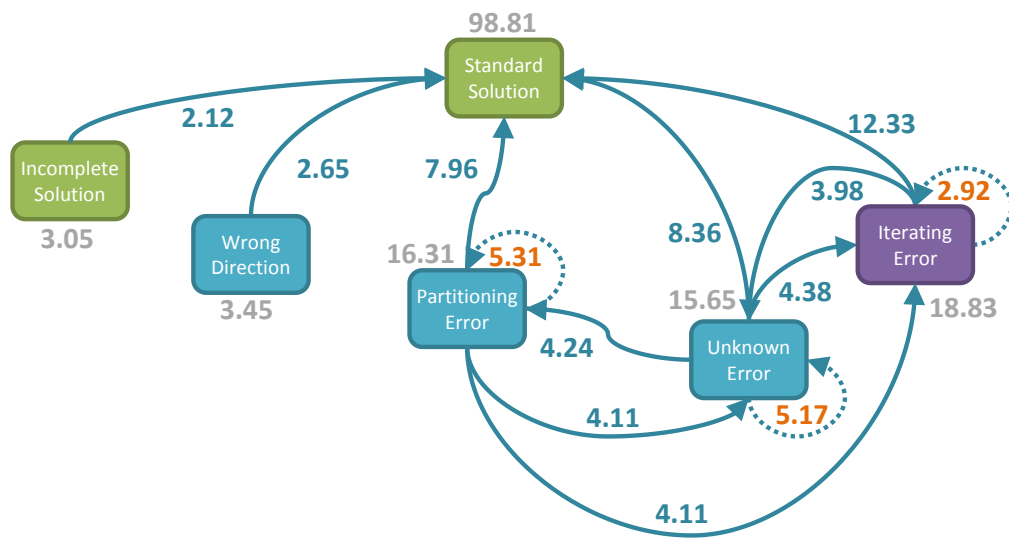 98.81
Standard
Solution
2.12
12.33
Incomplete
Solution
2.65
7.96
3.98
2.92
3.05
Wrong
Direction
8.36
Iterating
Error
16.31
5.31
3.45
Partitioning
Error
15.65
4.38
18.83
4.24
Unknown
Error
4.11
5.17
4.11